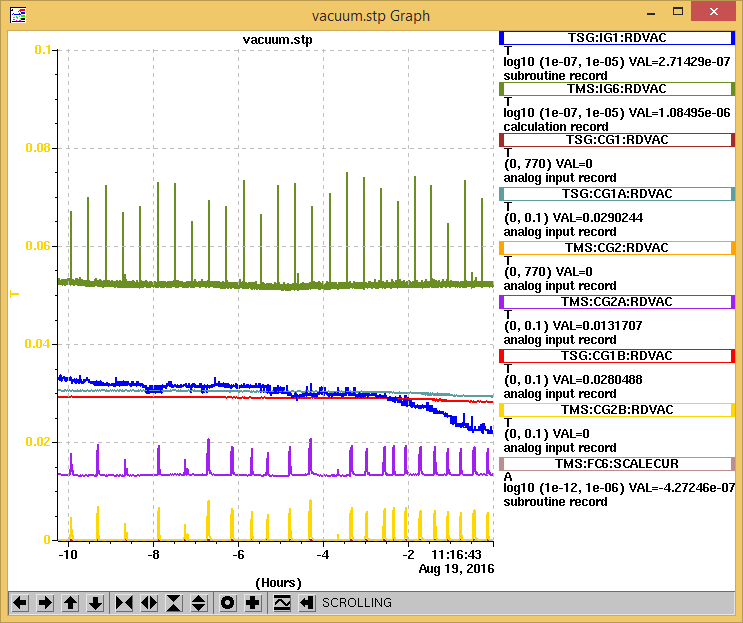 vacuum.stp Graph
vacuum.stp
0.1
0.08
0.06
T
0.04
0.02
0
-10
-8
-6
-4
-2
11:16:43
Aug 19, 2016
(Hours)
TSG:IG1:RDVAC
T
log10 (1e-07, 1e-05) VAL=2.71429e-07
subroutine record
TMS:IG6:RDVAC
T
log10 (1e-07, 1e-05) VAL=1.08495e-06
calculation record
TSG:CG1:RDVAC
T
(0, 770) VAL=0
analog input record
TSG:CG1A:RDVAC
T
(0, 0.1) VAL=0.0290244
analog input record
TMS:CG2:RDVAC
T
(0, 770) VAL=0
analog input record
TMS:CG2A:RDVAC
T
(0, 0.1) VAL=0.0131707
analog input record
TSG:CG1B:RDVAC
T
(0, 0.1) VAL=0.0280488
analog input record
TMS:CG2B:RDVAC
T
(0, 0.1) VAL=0
analog input record
TMS:FC6:SCALECUR
A
log10 (1e-12, 1e-06) VAL=-4.27246e-07
subroutine record
SCROLLING